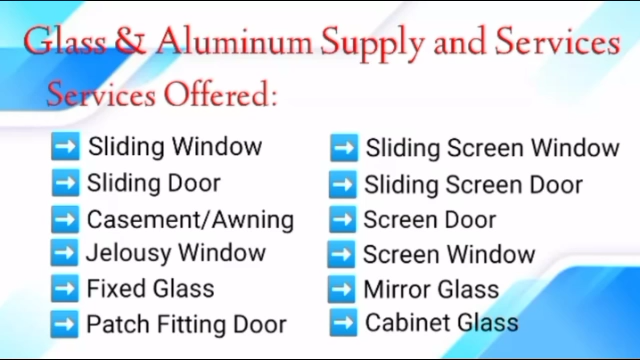 Glass & Aluminum Supply and Services
Services Offered:
➡ Sliding Window
➡ Sliding Door
➡ Casement/Awning
➡ Jelousy Window
➡ Fixed Glass
➡ Patch Fitting Door
➡ Sliding Screen Window
➡ Sliding Screen Door
➡ Screen Door
➡ Screen Window
➡ Mirror Glass
➡ Cabinet Glass